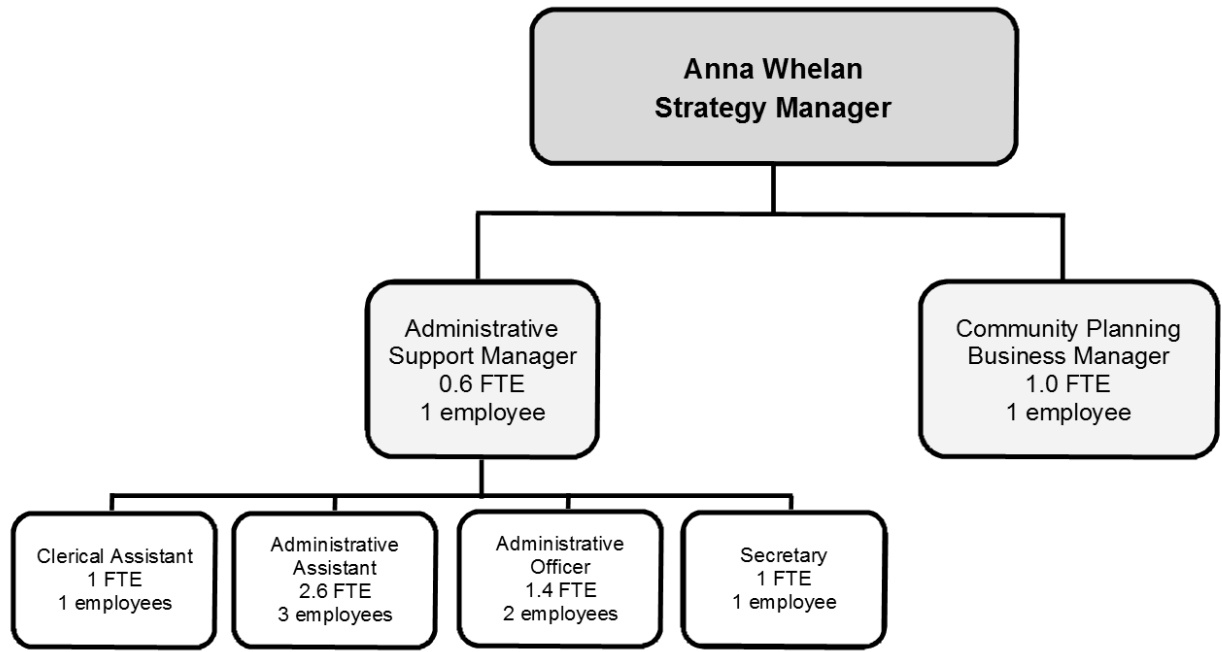 Anna Whelan
Strategy Manager
Administrative
Support Manager
0.6 FTE
1 employee
Community Planning
Business Manager
1.0 FTE
1 employee
Clerical Assistant
1 FTE
1 employees
Administrative
Assistant
2.6 FTE
3 employees
Administrative
Officer
1.4 FTE
2 employees
Secretary
1 FTE
1 employee